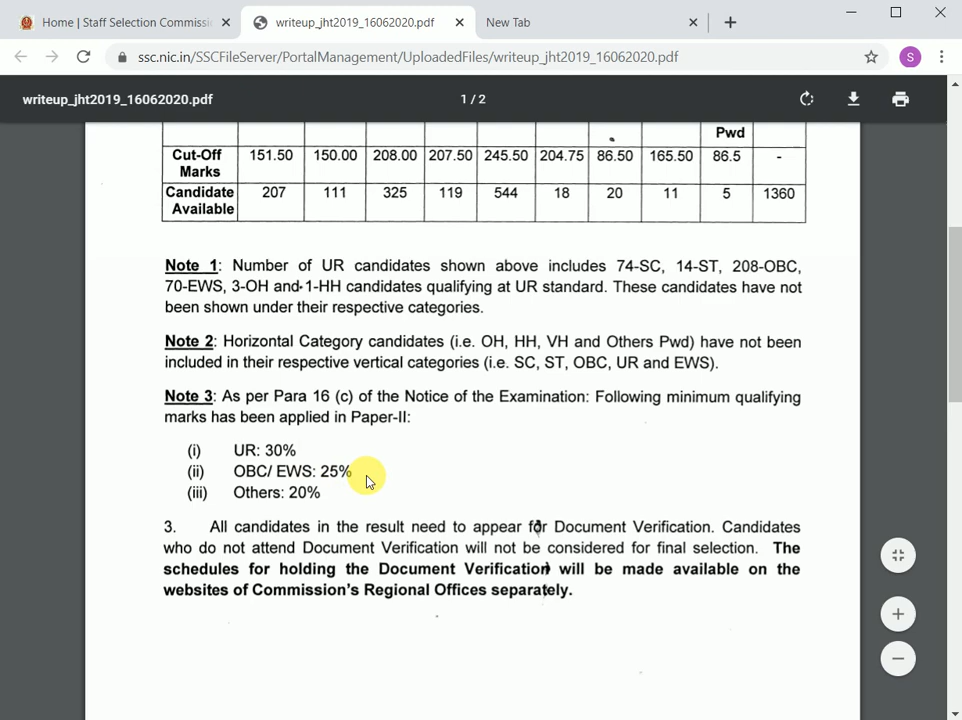 Home | Staff Selection Commissi
writeup_jht2019_16062020.pdf
New Tab
ssc.nic.in/SSCFileServer/PortalManagement/UploadedFiles/writeup_jht2019_16062020.pdf
S
writeup_jht2019_16062020.pdf
1 / 2
Pwd
Cut-Off Marks 151.50 150.00 208.00 207.50 245.50 204.75 86.50 165.50 86.5 -
Candidate Available 207 111 325 119 544 18 20 11 5 1360
Note 1: Number of UR candidates shown above includes 74-SC, 14-ST, 208-OBC,
70-EWS, 3-OH and 1-HH candidates qualifying at UR standard. These candidates have not
been shown under their respective categories.
Note 2: Horizontal Category candidates (i.e. OH, HH, VH and Others Pwd) have not been
included in their respective vertical categories (i.e. SC, ST, OBC, UR and EWS).
Note 3: As per Para 16 (c) of the Notice of the Examination: Following minimum qualifying
marks has been applied in Paper-II:
(i) UR: 30%
(ii) OBC/ EWS: 25%
(iii) Others: 20%
3. All candidates in the result need to appear for Document Verification. Candidates
who do not attend Document Verification will not be considered for final selection. The
schedules for holding the Document Verification will be made available on the
websites of Commission's Regional Offices separately.